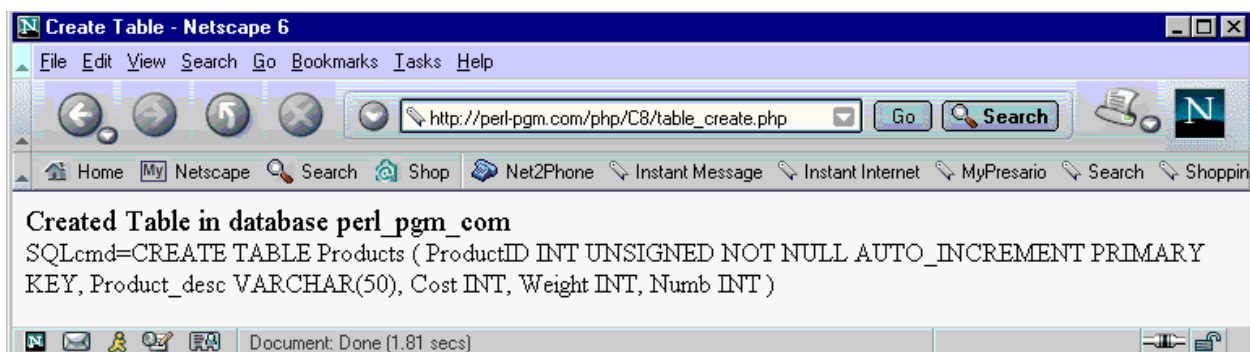 N Create Table - Netscape 6
File Edit View Search Go Bookmarks Tasks Help
http://perl-pgm.com/php/C8/table_create.php Go Search N
Home My Netscape Search Shop Net2Phone Instant Message Instant Internet MyPresario Search Shoppin
Created Table in database perl_pgm_com
SQLcmd=CREATE TABLE Products ( ProductID INT UNSIGNED NOT NULL AUTO_INCREMENT PRIMARY
KEY, Product_desc VARCHAR(50), Cost INT, Weight INT, Numb INT )
N Document: Done (1.81 secs)